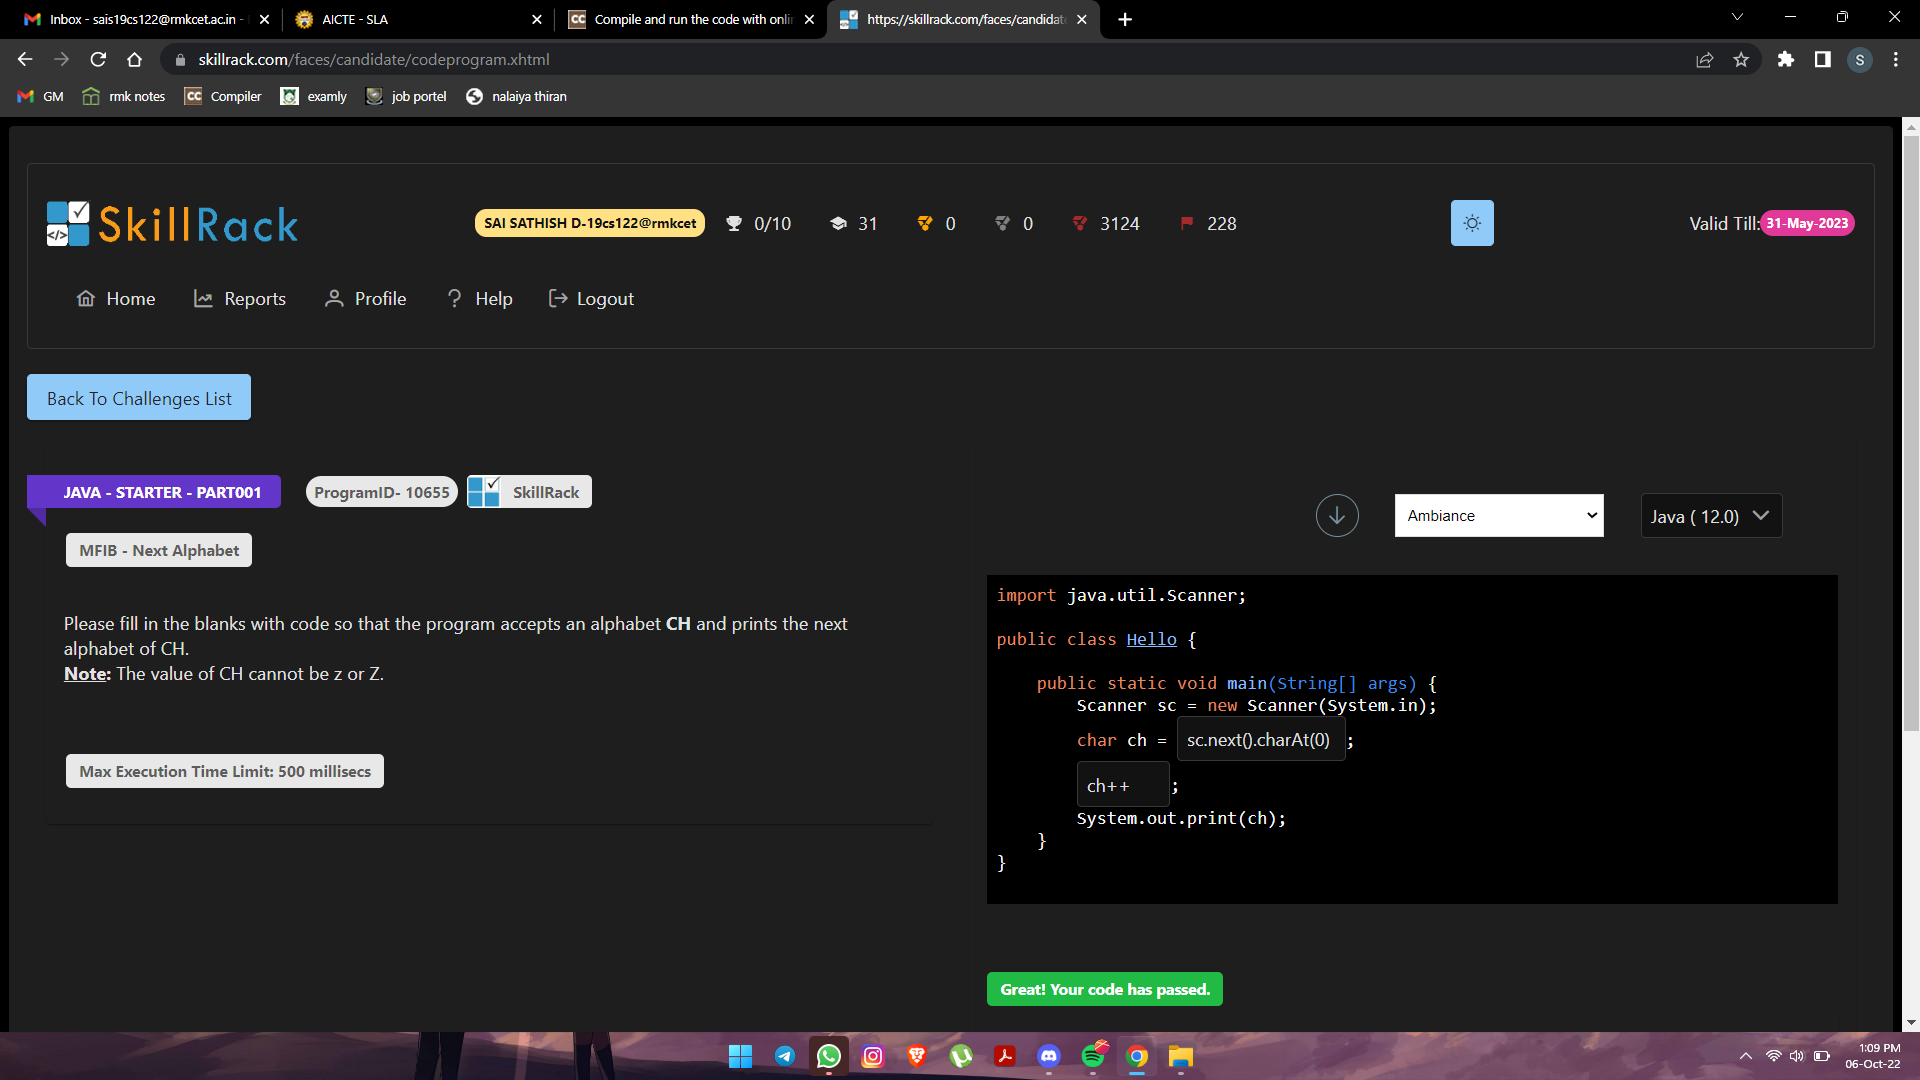 Inbox - sais19cs122@rmkcet.ac.in -
AICTE - SLA
Compile and run the code with onli
https://skillrack.com/faces/candidat
skillrack.com/faces/candidate/codeprogram.xhtml
S
GM
rmk notes
CC
Compiler
examly
job portel
nalaiya thiran
SkillRack
SAI SATHISH D-19cs122@rmkcet
0/10
31
0
0
3124
228
Valid Till: 31-May-2023
Home
Reports
Profile
Help
Logout
Back To Challenges List
JAVA - STARTER - PART001
ProgramID- 10655
SkillRack
Ambiance
Java ( 12.0)
MFIB - Next Alphabet
Please fill in the blanks with code so that the program accepts an alphabet CH and prints the next
alphabet of CH.
Note: The value of CH cannot be z or Z.
Max Execution Time Limit: 500 millisecs
import java.util.Scanner;
public class Hello {
public static void main(String[] args) {
Scanner sc = new Scanner(System.in);
char ch = sc.next().charAt(0) ;
ch++ ;
System.out.print(ch);
}
}
Great! Your code has passed.
1:09 PM
06-Oct-22